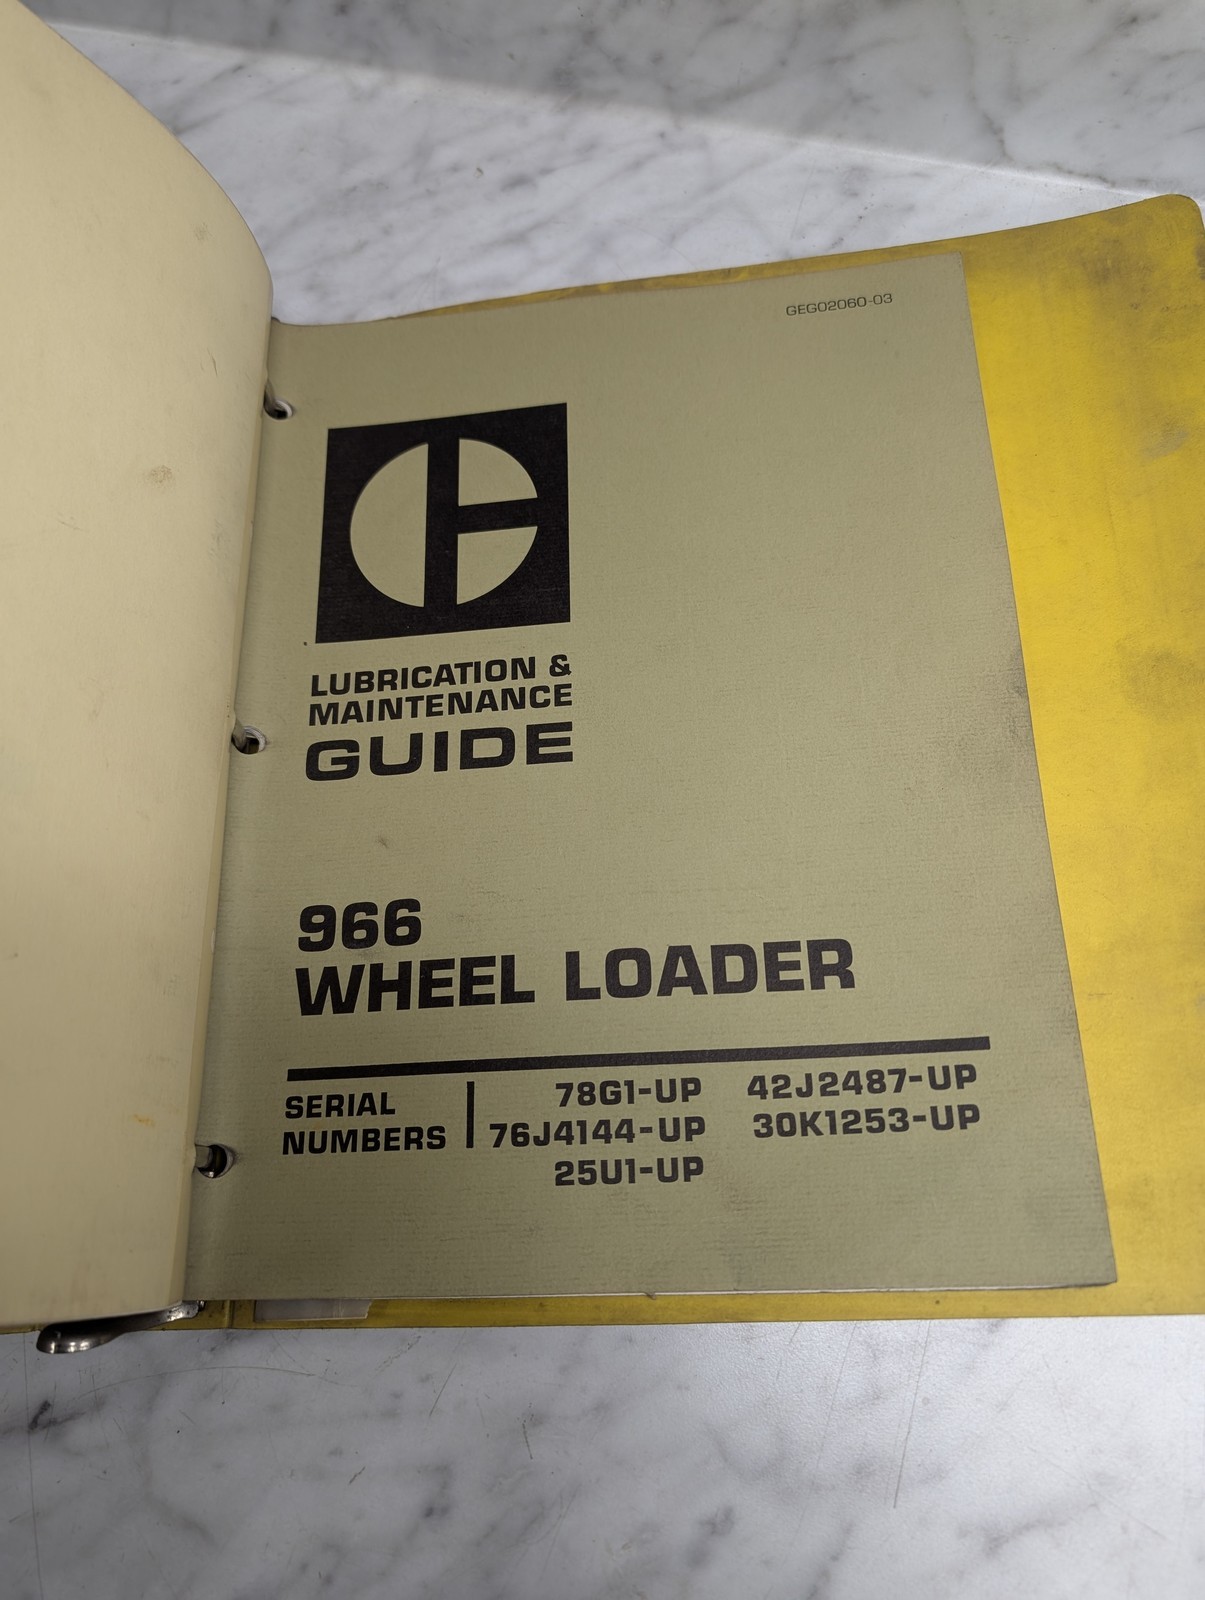 GEG02060-03
LUBRICATION &
MAINTENANCE
GUIDE
966
WHEEL LOADER
SERIAL
NUMBERS
78G1-UP 42J2487-UP
76J4144-UP 30K1253-UP
25U1-UP